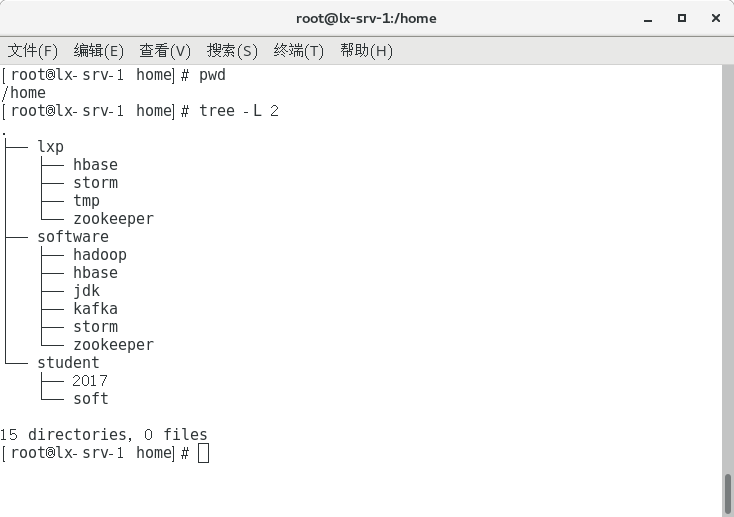 root@lx-srv-1:/home
文件(F) 编辑(E) 查看(V) 搜索(S) 终端(T) 帮助(H)
[root@lx-srv-1 home]# pwd
/home
[root@lx-srv-1 home]# tree -L 2
.
├── lxp
│   ├── hbase
│   ├── storm
│   ├── tmp
│   └── zookeeper
├── software
│   ├── hadoop
│   ├── hbase
│   ├── jdk
│   ├── kafka
│   ├── storm
│   └── zookeeper
└── student
    ├── 2017
    └── soft
15 directories, 0 files
[root@lx-srv-1 home]#